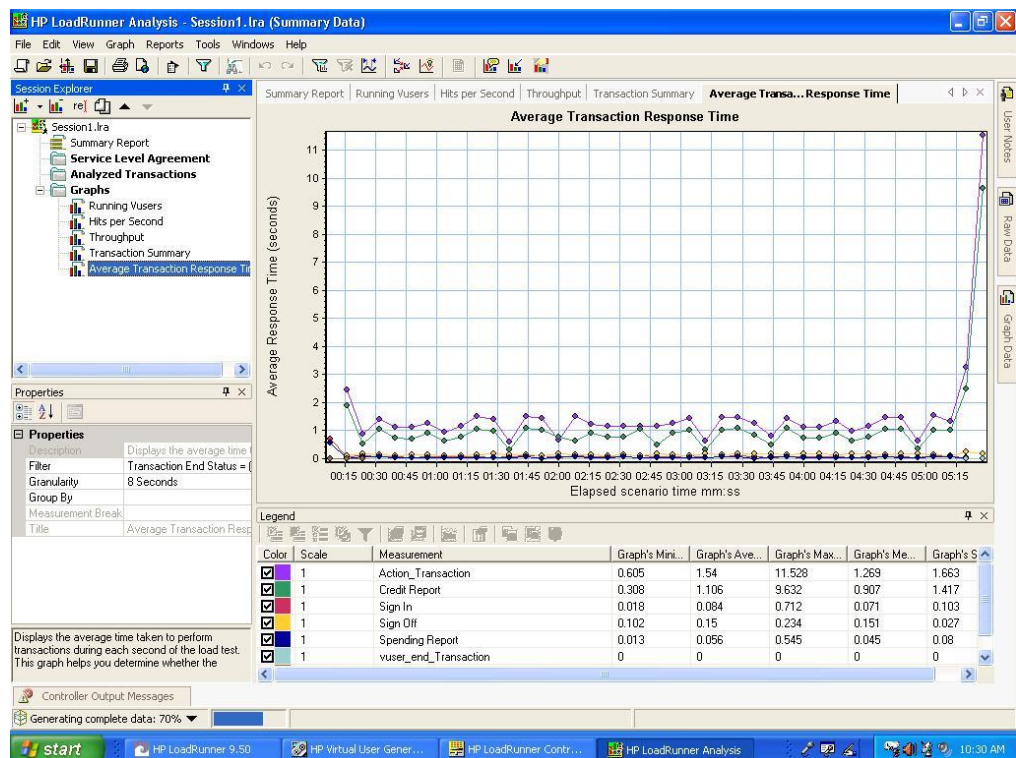 HP LoadRunner Analysis - Session1.lra (Summary Data)
File Edit View Graph Reports Tools Windows Help
Session Explorer
Session1.lra
Summary Report
Service Level Agreement
Analyzed Transactions
Graphs
Running Vusers
Hits per Second
Throughput
Transaction Summary
Average Transaction Response Tir
Properties
Properties
Description Displays the average time t
Filter Transaction End Status = (
Granularity 8 Seconds
Group By
Measurement Break
Title Average Transaction Resp
Displays the average time taken to perform
transactions during each second of the load test.
This graph helps you determine whether the
Summary Report Running Vusers Hits per Second Throughput Transaction Summary Average Transa...Response Time
Average Transaction Response Time
Average Response Time (seconds)
11
10
9
8
7
6
5
4
3
2
1
0
00:15 00:30 00:45 01:00 01:15 01:30 01:45 02:00 02:15 02:30 02:45 03:00 03:15 03:30 03:45 04:00 04:15 04:30 04:45 05:00 05:15
Elapsed scenario time mm:ss
Legend
Color Scale Measurement Graph's Mini... Graph's Ave... Graph's Max... Graph's Me... Graph's S
1 Action_Transaction 0.605 1.54 11.528 1.269 1.663
1 Credit Report 0.308 1.106 9.632 0.907 1.417
1 Sign In 0.018 0.084 0.712 0.071 0.103
1 Sign Off 0.102 0.15 0.234 0.151 0.027
1 Spending Report 0.013 0.056 0.545 0.045 0.08
1 vuser_end_Transaction 0 0 0 0 0
User Notes
Raw Data
Graph Data
Controller Output Messages
Generating complete data: 70%
start
HP LoadRunner 9.50
HP Virtual User Gener...
HP LoadRunner Contr...
HP LoadRunner Analysis
10:30 AM